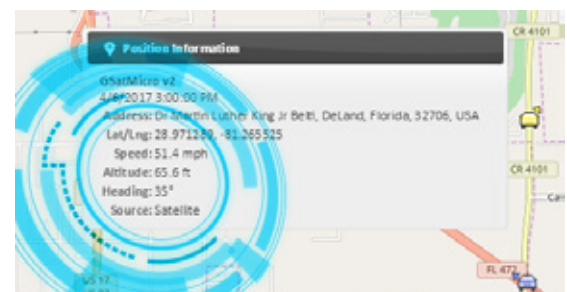 CR 4101
Position Information
GSatMicro v2
4/6/2017 3:00:00 PM
Address: Dr Martin Luther King Jr Beltl, DeLand, Florida, 32706, USA
Lat/Lng: 28.971280, -81.265525
Speed: 51.4 mph
Altitude: 65.6 ft
Heading: 35°
Source: Satellite
CR 4101
FL 472
US 17